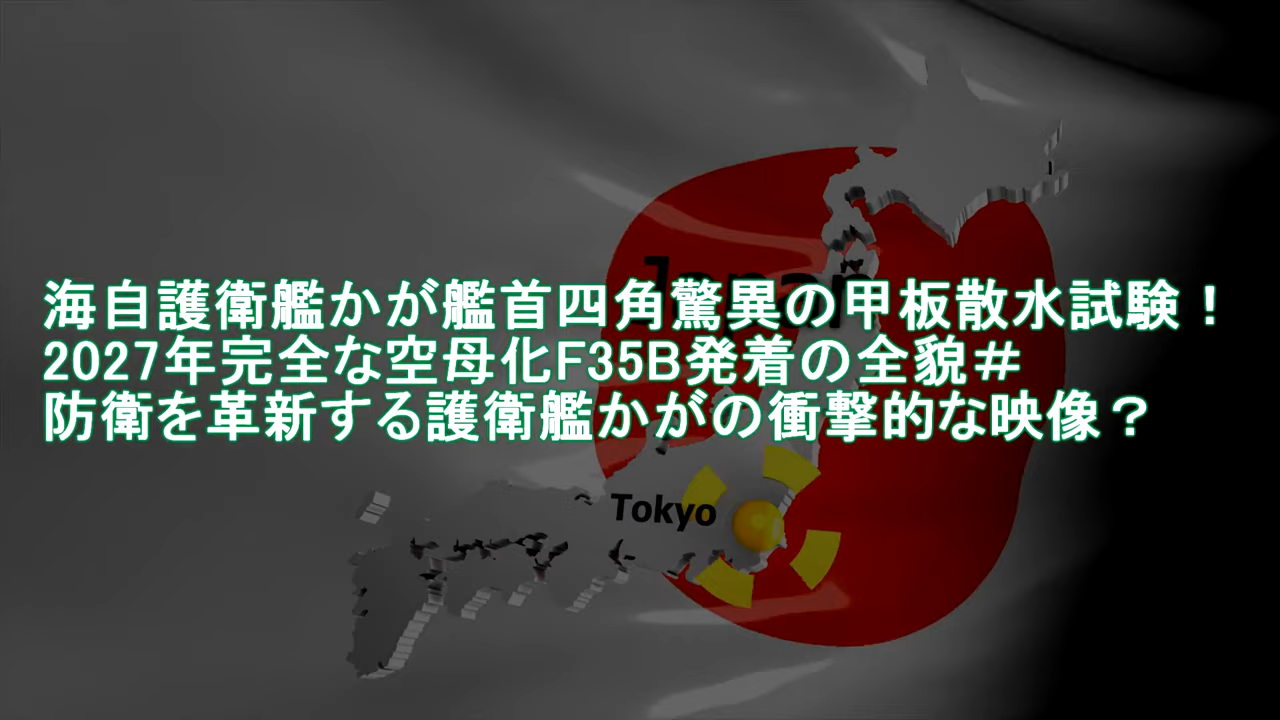 海自護衛艦かが艦首四角驚異の甲板散水試験！
2027年完全な空母化F35B発着の全貌＃
防衛を革新する護衛艦かがの衝撃的な映像？
Japan
Tokyo